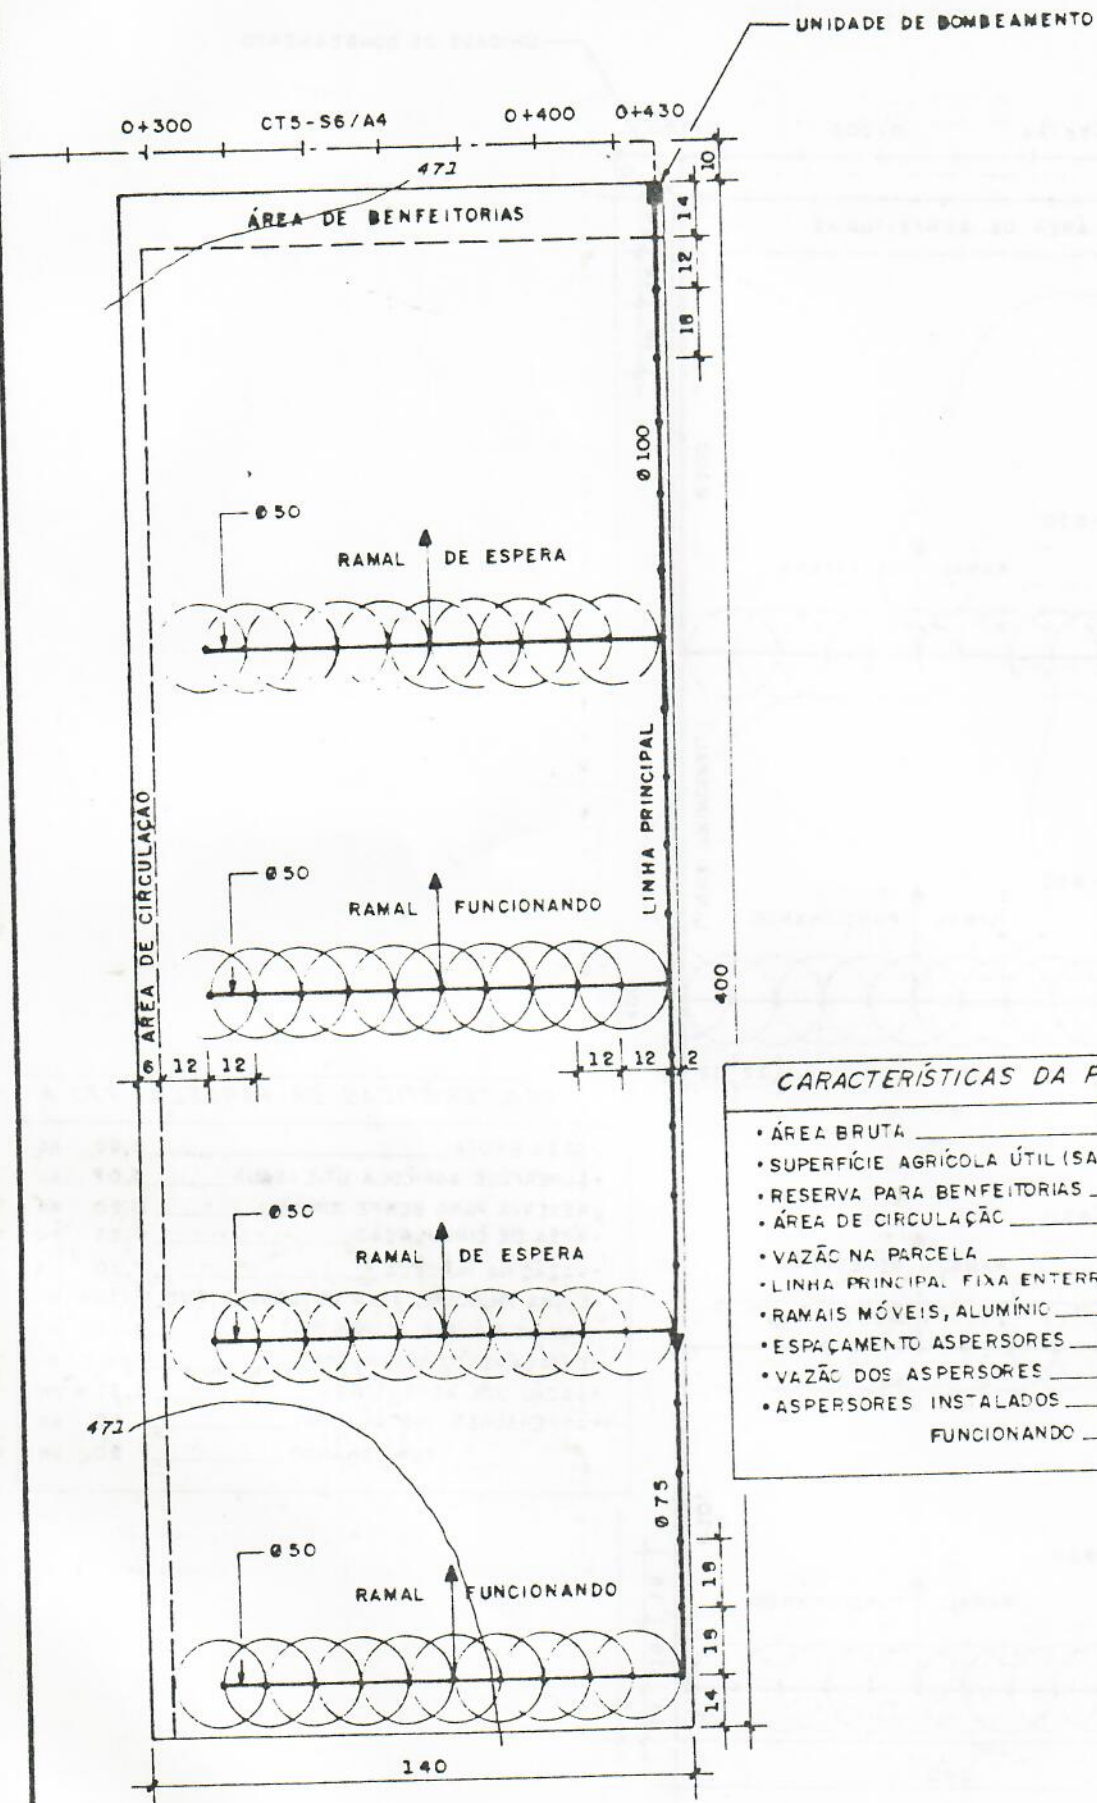 UNIDADE DE BOMBEAMENTO
0+300 CT5-S6/A4 0+400 0+430
10
471
ÁREA DE BENFEITORIAS
14
12
18
Ø 100
Ø 50
RAMAL DE ESPERA
LINHA PRINCIPAL
ÁREA DE CIRCULAÇÃO
Ø 50
RAMAL FUNCIONANDO
400
6 12 12 12 12 2
CARACTERÍSTICAS DA P
• ÁREA BRUTA
• SUPERFÍCIE AGRÍCOLA ÚTIL (SA
• RESERVA PARA BENFEITORIAS
• ÁREA DE CIRCULAÇÃO
• VAZÃO NA PARCELA
• LINHA PRINCIPAL FIXA ENTERR
• RAMAIS MÓVEIS, ALUMÍNIO
• ESPAÇAMENTO ASPERSORES
• VAZÃO DOS ASPERSORES
• ASPERSORES INSTALADOS
FUNCIONANDO
Ø 50
RAMAL DE ESPERA
471
Ø 75
Ø 50
RAMAL FUNCIONANDO
18
18
14
140